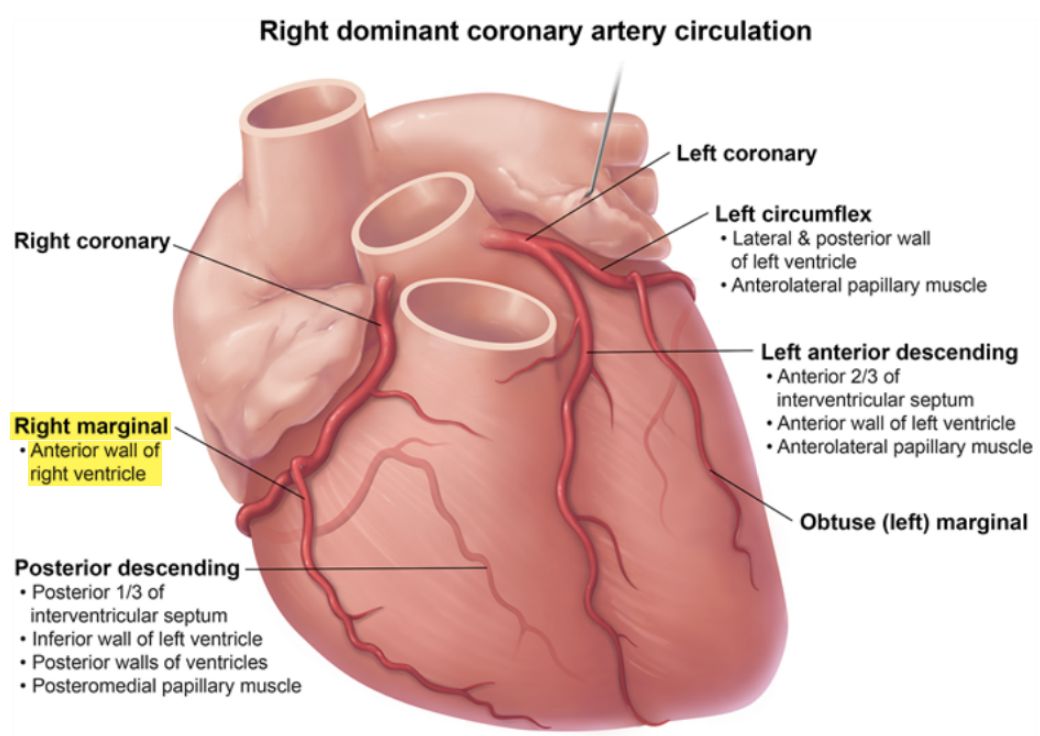 Right dominant coronary artery circulation
Left coronary
Left circumflex
• Lateral & posterior wall
of left ventricle
• Anterolateral papillary muscle
Right coronary
Left anterior descending
• Anterior 2/3 of
interventricular septum
• Anterior wall of left ventricle
• Anterolateral papillary muscle
Right marginal
• Anterior wall of
right ventricle
Obtuse (left) marginal
Posterior descending
• Posterior 1/3 of
interventricular septum
• Inferior wall of left ventricle
• Posterior walls of ventricles
• Posteromedial papillary muscle